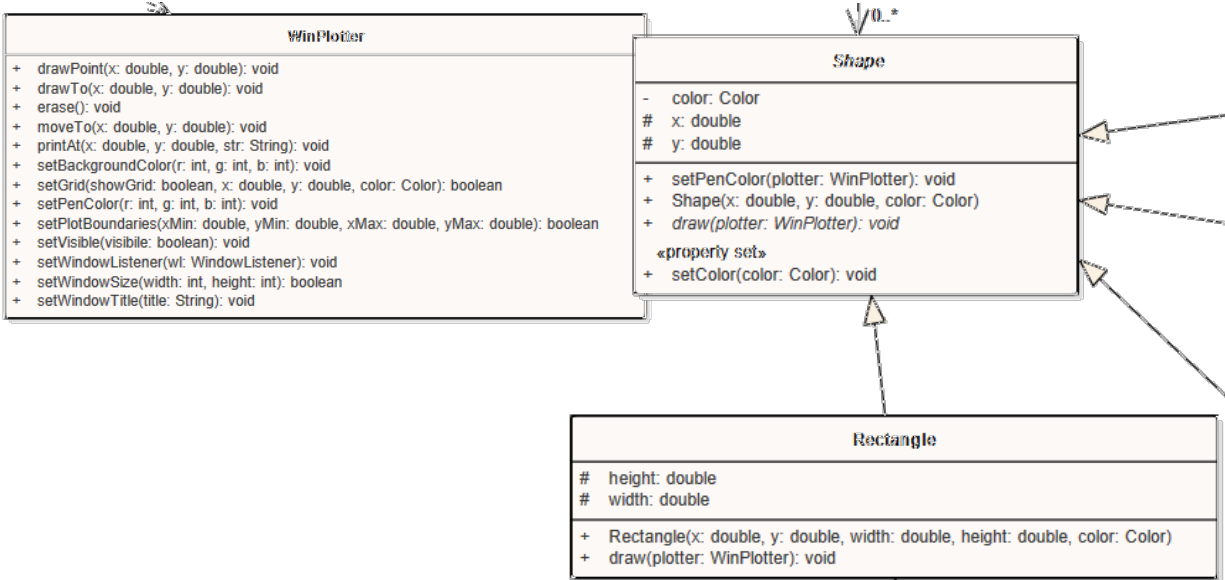 WinPlotter
+ drawPoint(x: double, y: double): void
+ drawTo(x: double, y: double): void
+ erase(): void
+ moveTo(x: double, y: double): void
+ printAt(x: double, y: double, str: String): void
+ setBackgroundColor(r: int, g: int, b: int): void
+ setGrid(showGrid: boolean, x: double, y: double, color: Color): boolean
+ setPenColor(r: int, g: int, b: int): void
+ setPlotBoundaries(xMin: double, yMin: double, xMax: double, yMax: double): boolean
+ setVisible(visibile: boolean): void
+ setWindowListener(wl: WindowListener): void
+ setWindowSize(width: int, height: int): boolean
+ setWindowTitle(title: String): void
0..*
Shape
- color: Color
# x: double
# y: double
+ setPenColor(plotter: WinPlotter): void
+ Shape(x: double, y: double, color: Color)
+ draw(plotter: WinPlotter): void
«property set»
+ setColor(color: Color): void
Rectangle
# height: double
# width: double
+ Rectangle(x: double, y: double, width: double, height: double, color: Color)
+ draw(plotter: WinPlotter): void